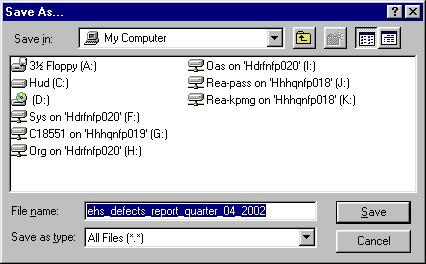 Save As...
Save in:
My Computer
3½ Floppy (A:)
Hud (C:)
(D:)
Sys on 'Hdrfnfp020' (F:)
C18551 on 'Hhhqnfp019' (G:)
Org on 'Hdrfnfp020' (H:)
Oas on 'Hdrfnfp020' (I:)
Rea-pass on 'Hhhqnfp018' (J:)
Rea-kpmg on 'Hhhqnfp018' (K:)
File name:
ehs_defects_report_quarter_04_2002
Save
Save as type:
All Files (*.*)
Cancel